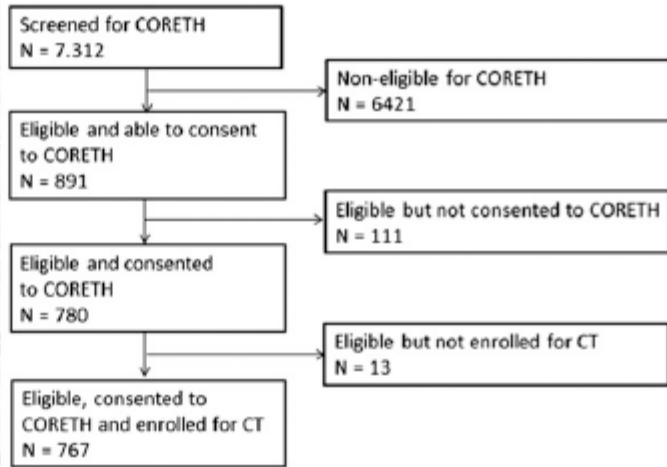 Screened for CORETH
N = 7.312
Non-eligible for CORETH
N = 6421
Eligible and able to consent
to CORETH
N = 891
Eligible but not consented to CORETH
N = 111
Eligible and consented
to CORETH
N = 780
Eligible but not enrolled for CT
N = 13
Eligible, consented to
CORETH and enrolled for CT
N = 767